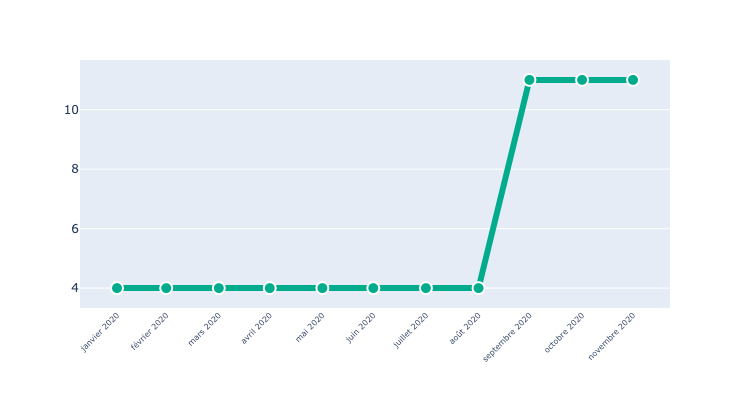 10
8
6
4
janvier 2020
février 2020
mars 2020
avril 2020
mai 2020
juin 2020
juillet 2020
août 2020
septembre 2020
octobre 2020
novembre 2020